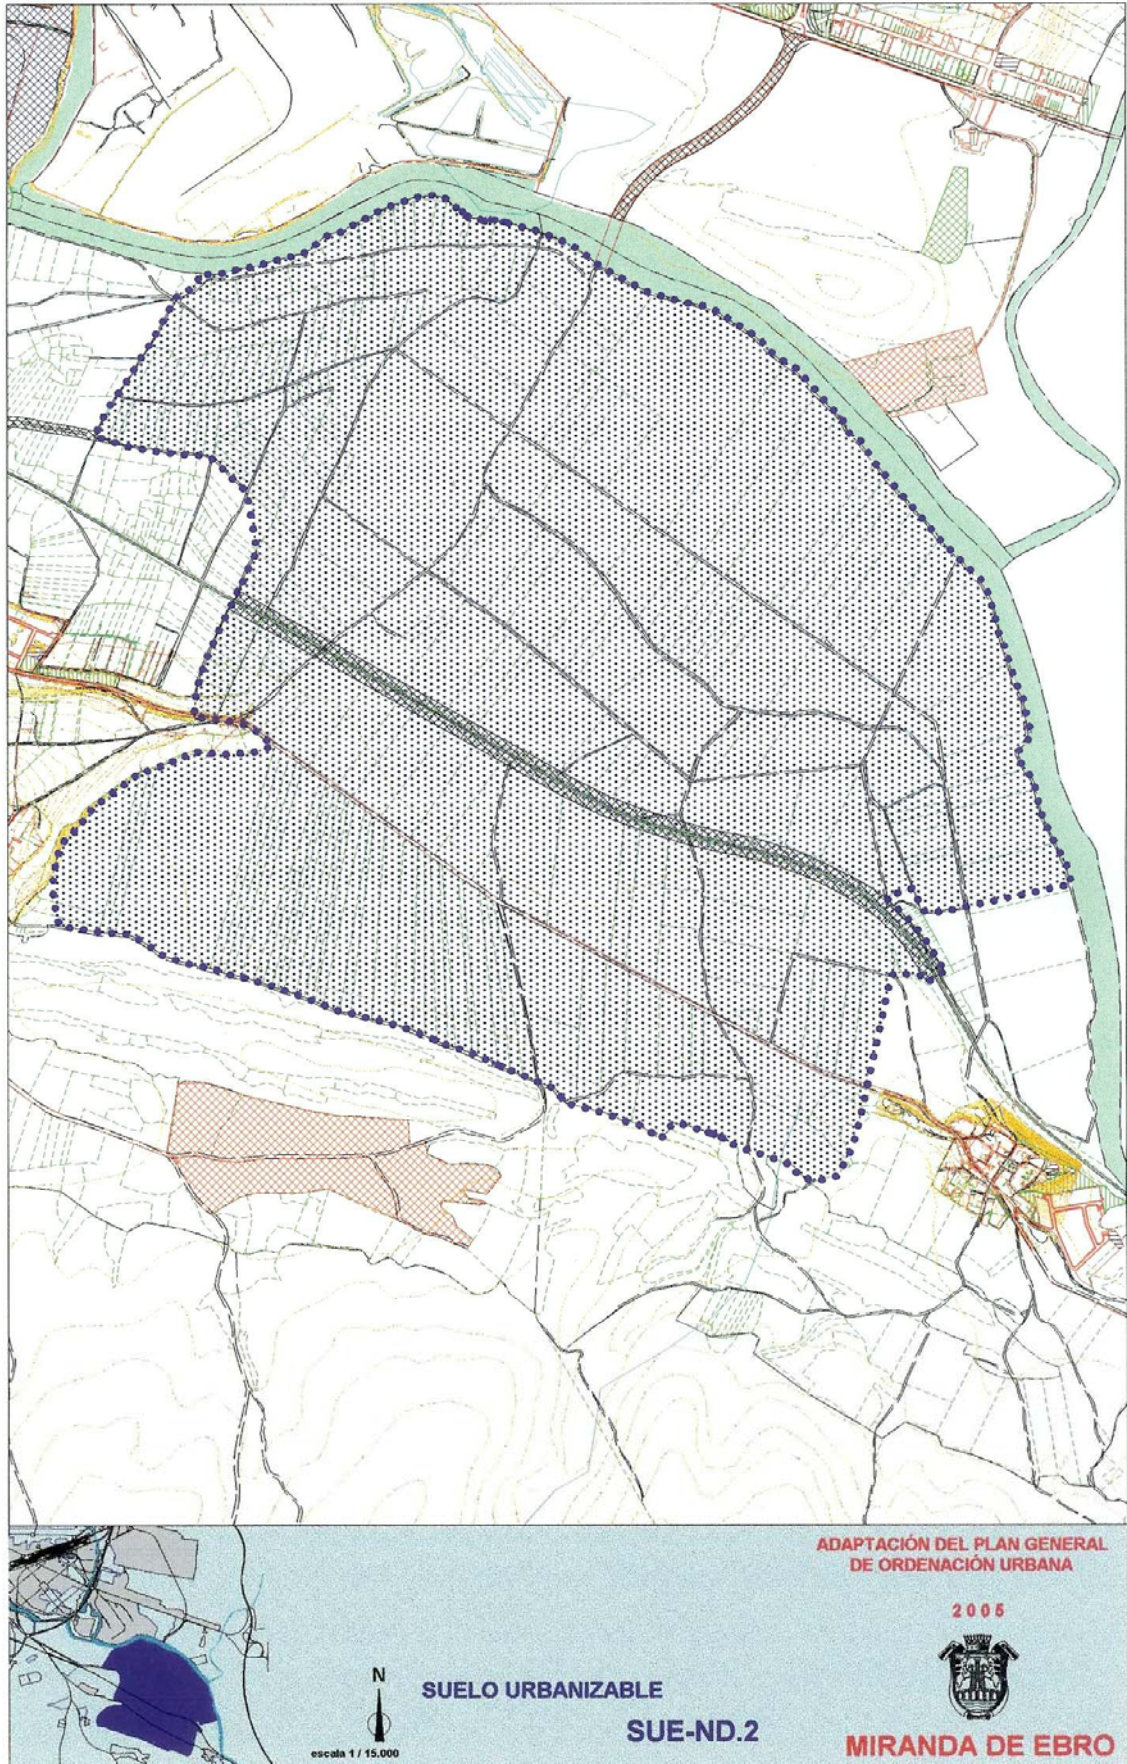 ADAPTACIÓN DEL PLAN GENERAL
DE ORDENACIÓN URBANA
2005
N
escala 1 / 15.000
SUELO URBANIZABLE
SUE-ND.2
MIRANDA DE EBRO